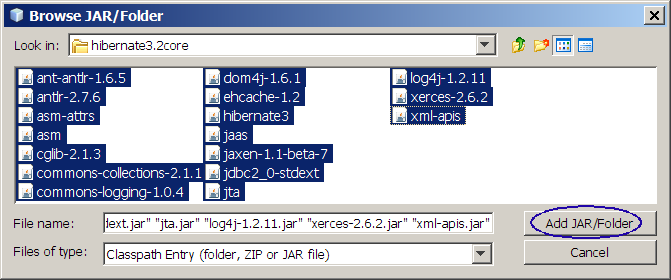 Browse JAR/Folder
Look in: hibernate3.2core
ant-antlr-1.6.5 dom4j-1.6.1 log4j-1.2.11
antlr-2.7.6 ehcache-1.2 xerces-2.6.2
asm-attrs hibernate3 xml-apis
asm jaas
cglib-2.1.3 jaxen-1.1-beta-7
commons-collections-2.1.1 jdbc2_0-stdext
commons-logging-1.0.4 jta
File name: dext.jar" "jta.jar" "log4j-1.2.11.jar" "xerces-2.6.2.jar" "xml-apis.jar" Add JAR/Folder
Files of type: Classpath Entry (folder, ZIP or JAR file) Cancel